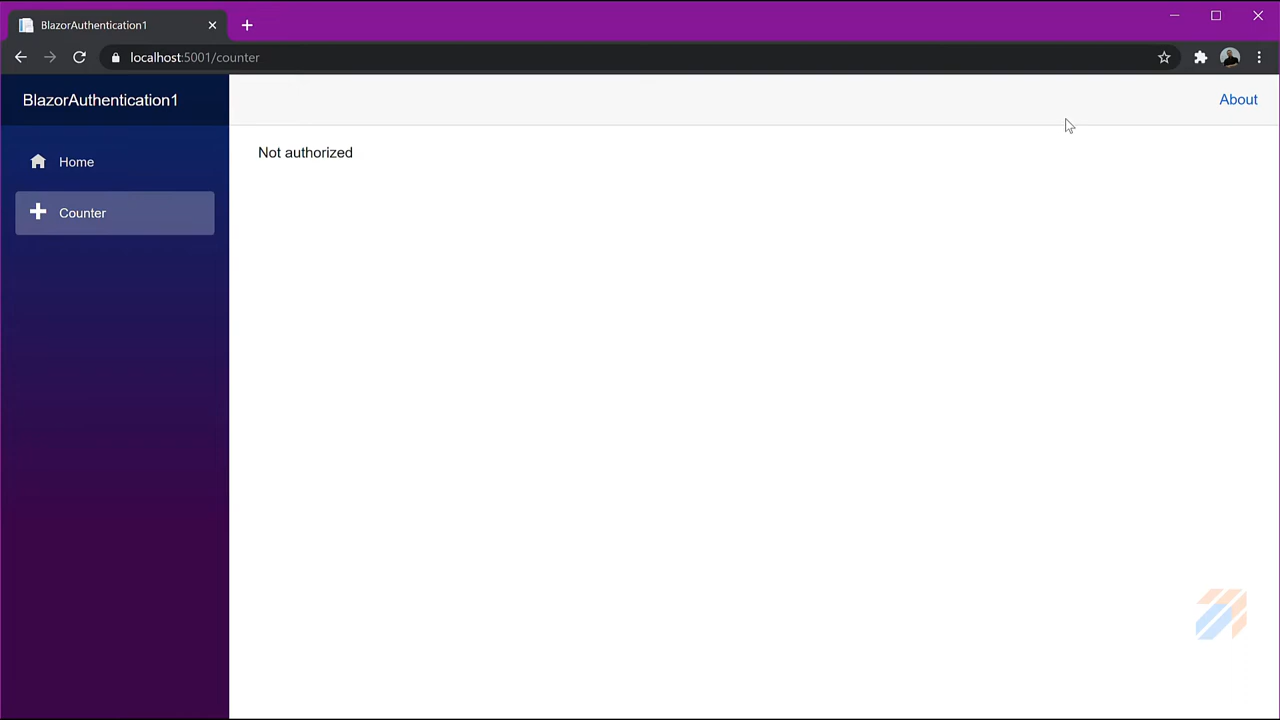 BlazorAuthentication1
localhost:5001/counter
BlazorAuthentication1
About
Home
Not authorized
Counter